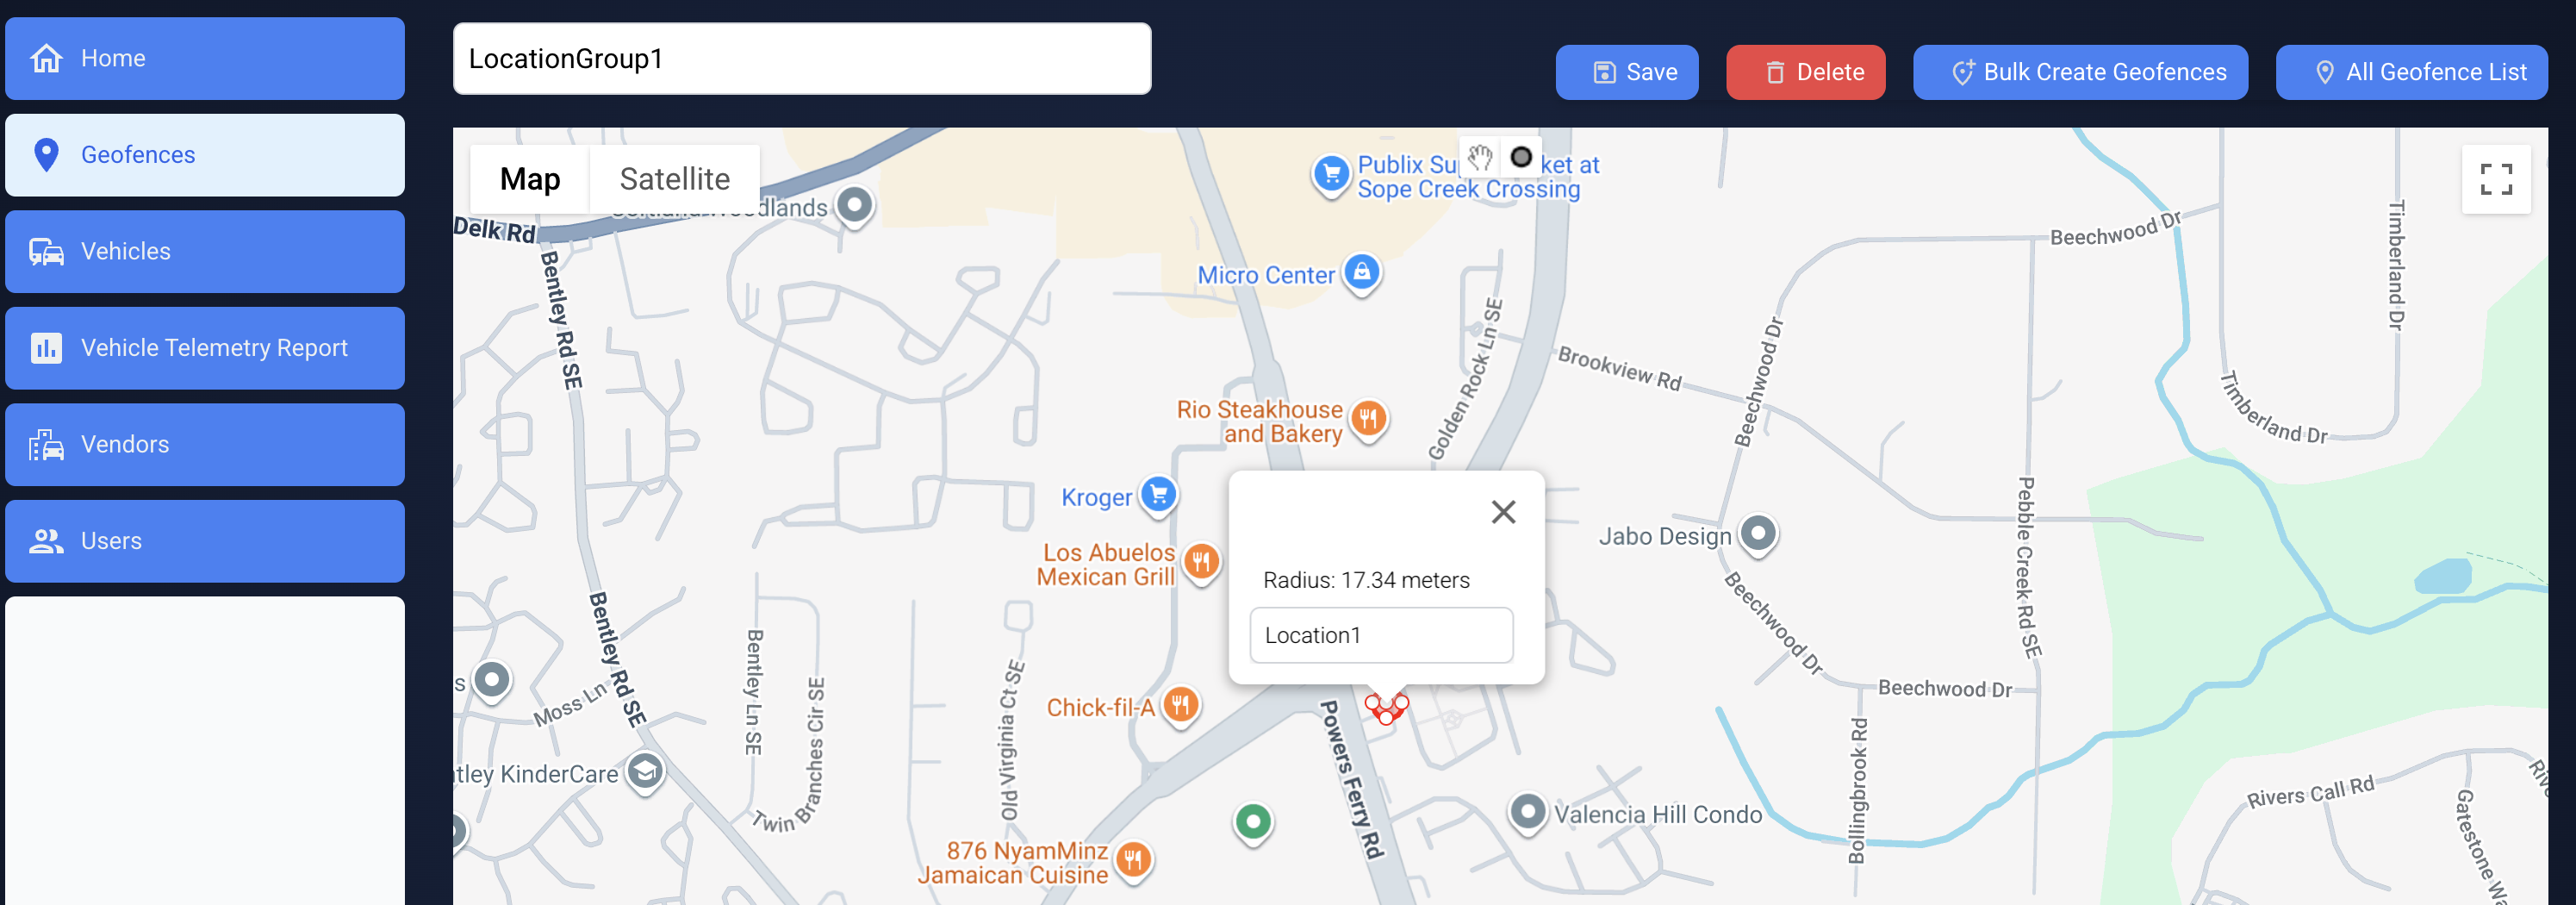 Home
Geofences
Vehicles
Vehicle Telemetry Report
Vendors
Users
LocationGroup1
Save
Delete
Bulk Create Geofences
All Geofence List
Map
Satellite
Delk Rd
Publix Su
ket at
Sope Creek Crossing
Micro Center
Bentley Rd SE
Golden Rock Ln SE
Brookview Rd
Beechwood Dr
Beechwood Dr
Timberland Dr
Timberland Dr
Rio Steakhouse
and Bakery
Kroger
Los Abuelos
Mexican Grill
Radius: 17.34 meters
Location1
Jabo Design
Pebble Creek Rd SE
Beechwood Dr
Beechwood Dr
Bentley Rd SE
Moss Ln
Bentley Ln SE
Twin Branches Cir SE
Old Virginia Ct SE
Chick-fil-A
Powers Ferry Rd
tley KinderCare
876 NyamMinz
Jamaican Cuisine
Valencia Hill Condo
Bollingbrook Rd
Rivers Call Rd
Gatestone